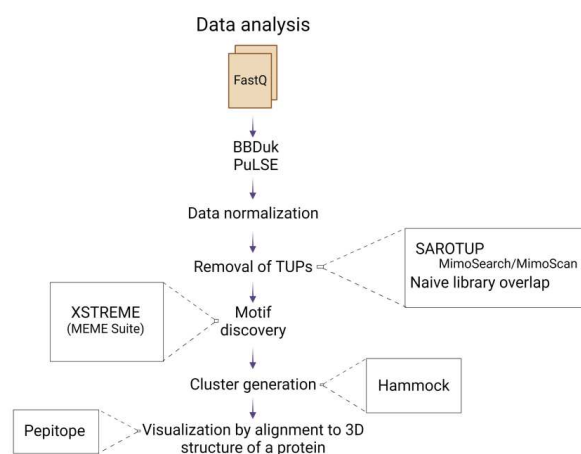 Data analysis
FastQ
BBDuk
PuLSE
Data normalization
Removal of TUPs
SAROTUP
MimoSearch/MimoScan
Naive library overlap
XSTREME
(MEME Suite)
Motif
discovery
Cluster generation
Hammock
Pepitope
Visualization by alignment to 3D
structure of a protein